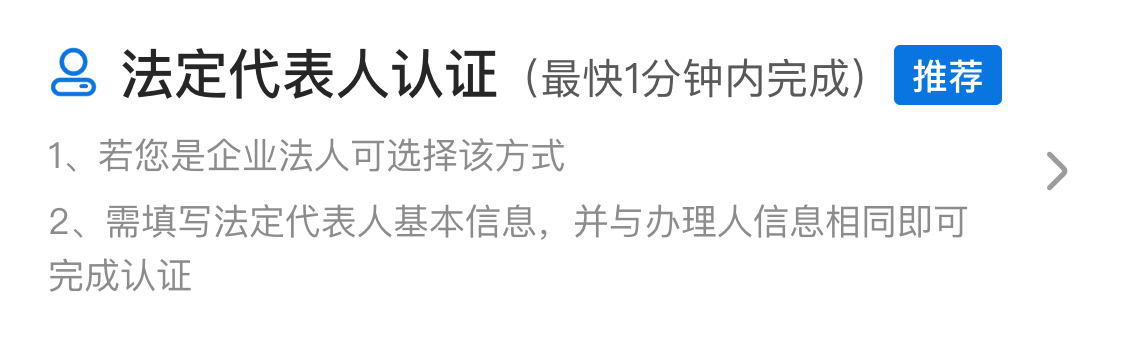 法定代表人认证（最快1分钟内完成） 推荐
1、若您是企业法人可选择该方式
2、需填写法定代表人基本信息，并与办理人信息相同即可
完成认证